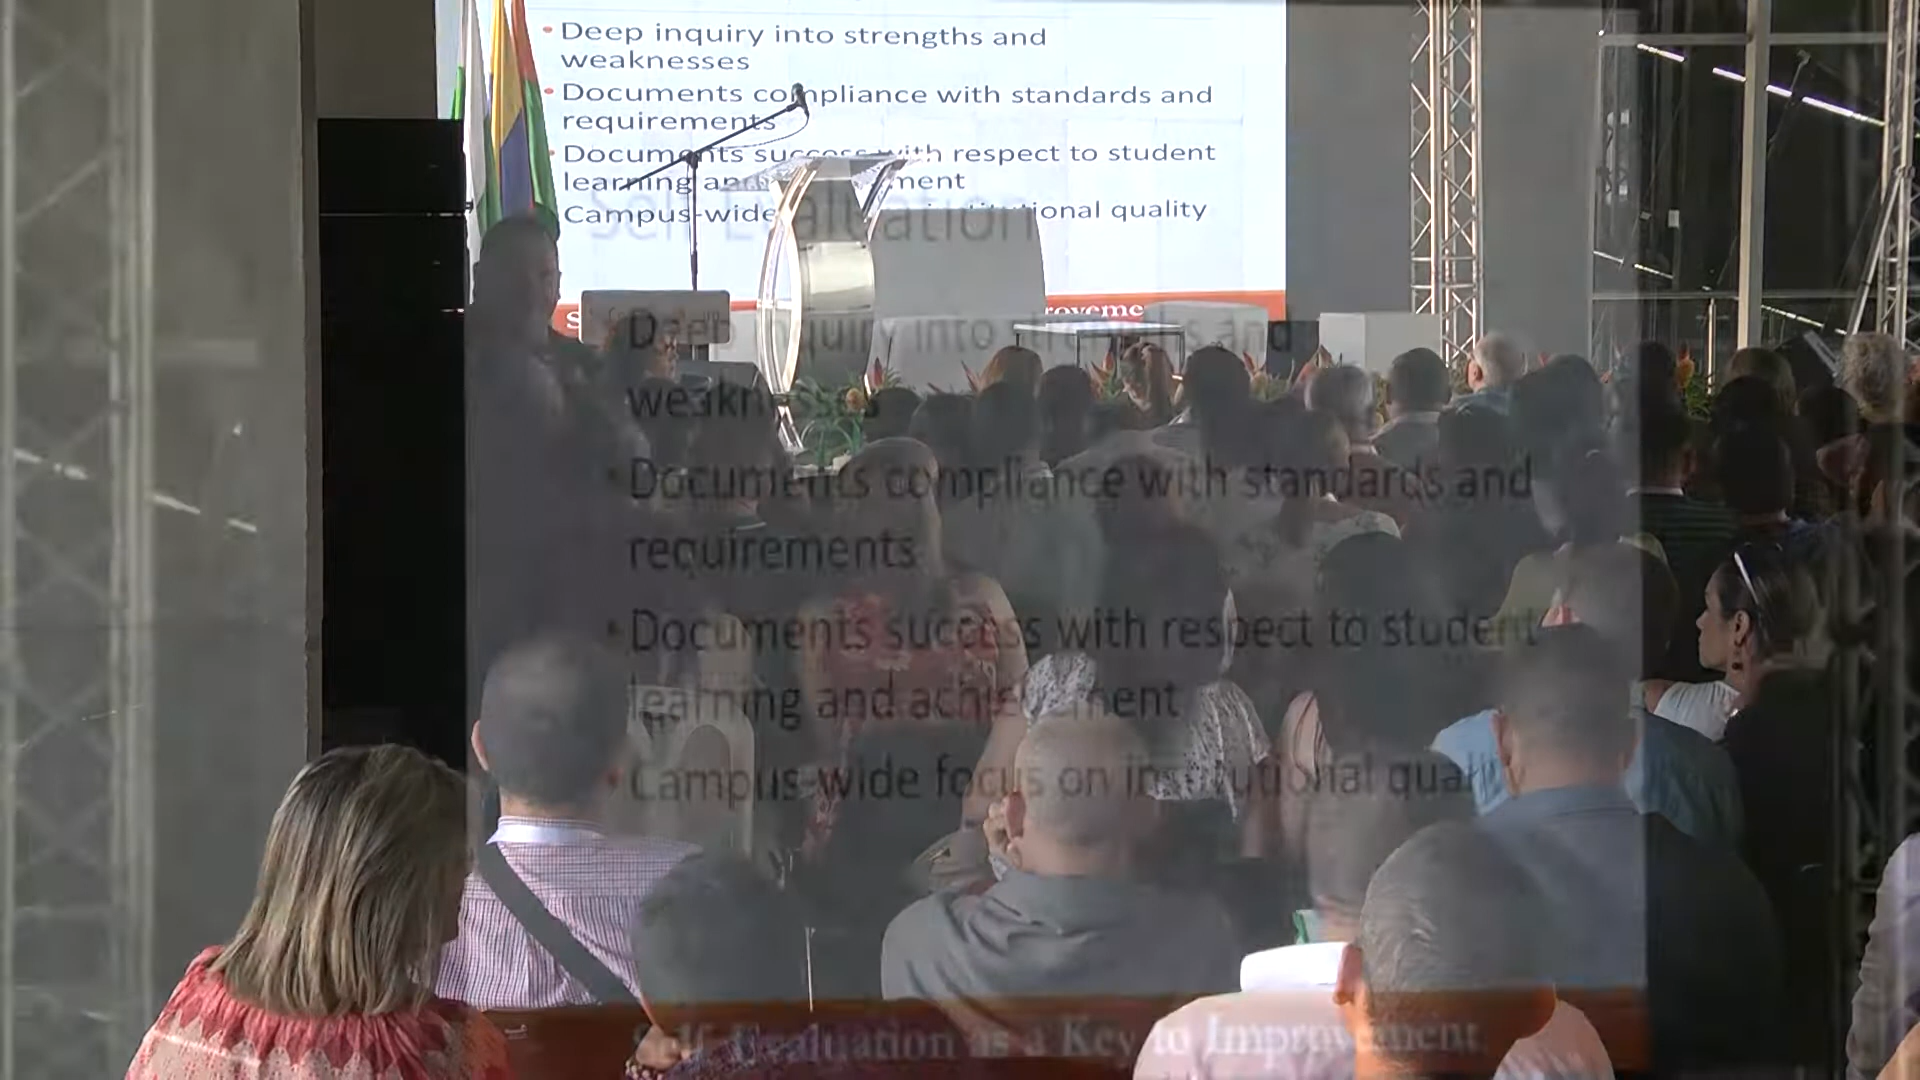 • Deep inquiry into strengths and
weaknesses
• Documents compliance with standards and
requirements
• Documents success with respect to student
learning and
Campus-wide institutional quality
Self Evaluation
Deep inquiry into strengths and
weaknesses
• Documents compliance with standards and
requirements
• Documents success with respect to student
learning and achievement
• Campus-wide focus on institutional quality
Self-Evaluation as a Key to Improvement